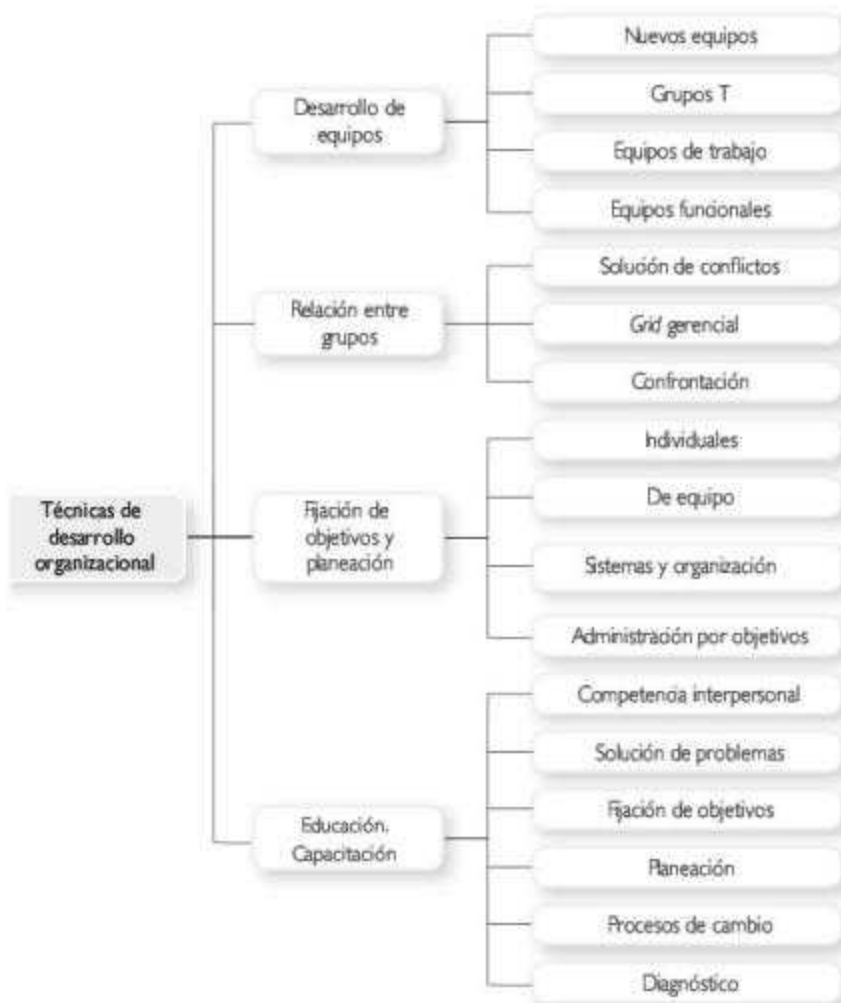 Técnicas de
desarrollo
organizacional
Desarrollo de
equipos
Nuevos equipos
Grupos T
Equipos de trabajo
Equipos funcionales
Relación entre
grupos
Solución de conflictos
Grid gerencial
Confrontación
Fijación de
objetivos y
planeación
Individuales
De equipo
Sistemas y organización
Administración por objetivos
Educación.
Capacitación
Competencia interpersonal
Solución de problemas
Fijación de objetivos
Planeación
Procesos de cambio
Diagnóstico